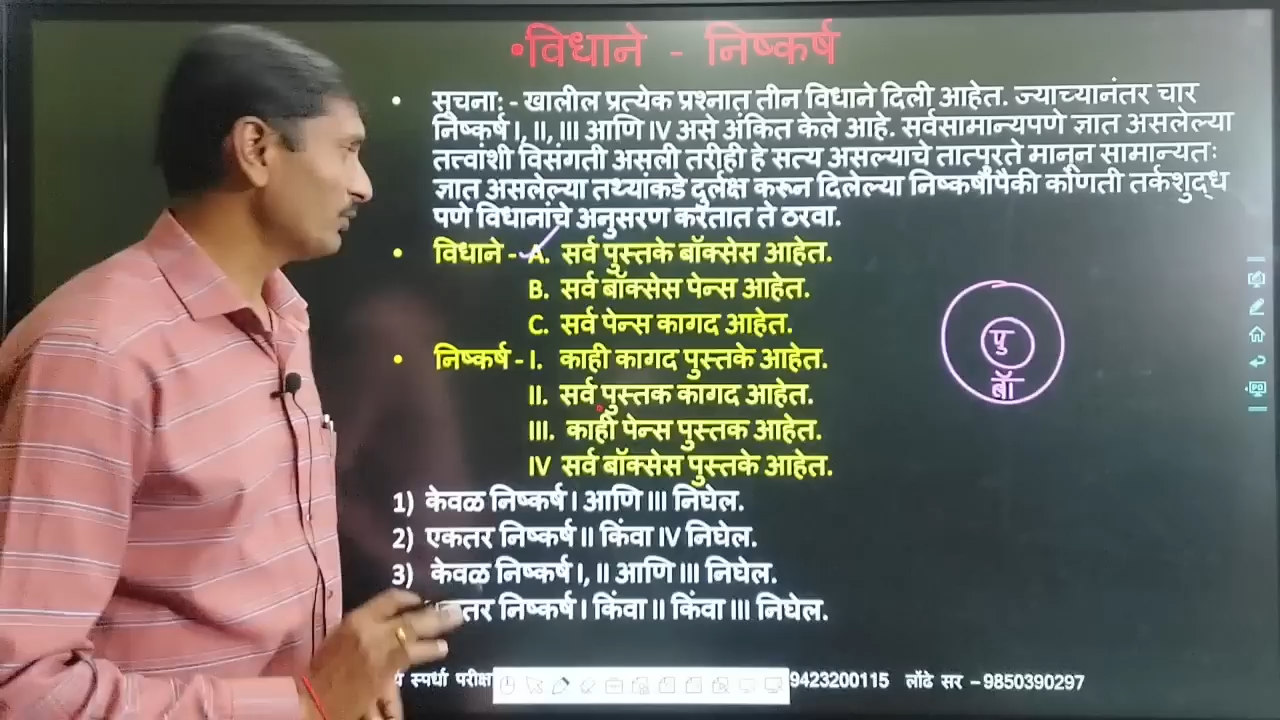 •विधाने - निष्कर्ष
• सूचना: - खालील प्रत्येक प्रश्नात तीन विधाने दिली आहेत. ज्याच्यानंतर चार
निष्कर्ष I, II, III आणि IV असे अंकित केले आहे. सर्वसामान्यपणे ज्ञात असलेल्या
तत्त्वांशी विसंगती असली तरीही हे सत्य असल्याचे तात्पुरते मानून सामान्यतः
ज्ञात असलेल्या तथ्यांकडे दुर्लक्ष करून दिलेल्या निष्कर्षांपैकी कोणती तर्कशुद्ध
पणे विधानांचे अनुसरण करतात ते ठरवा.
• विधाने - A. सर्व पुस्तके बॉक्सेस आहेत.
B. सर्व बॉक्सेस पेन्स आहेत.
C. सर्व पेन्स कागद आहेत.
• निष्कर्ष - I. काही कागद पुस्तके आहेत.
II. सर्व पुस्तक कागद आहेत.
III. काही पेन्स पुस्तक आहेत.
IV सर्व बॉक्सेस पुस्तके आहेत.
1) केवळ निष्कर्ष I आणि III निघेल.
2) एकतर निष्कर्ष II किंवा IV निघेल.
3) केवळ निष्कर्ष I, II आणि III निघेल.
निष्कर्ष I किंवा II किंवा III निघेल.
पु
बॉ
स्पर्धा 9423200115 लोंढे सर –9850390297